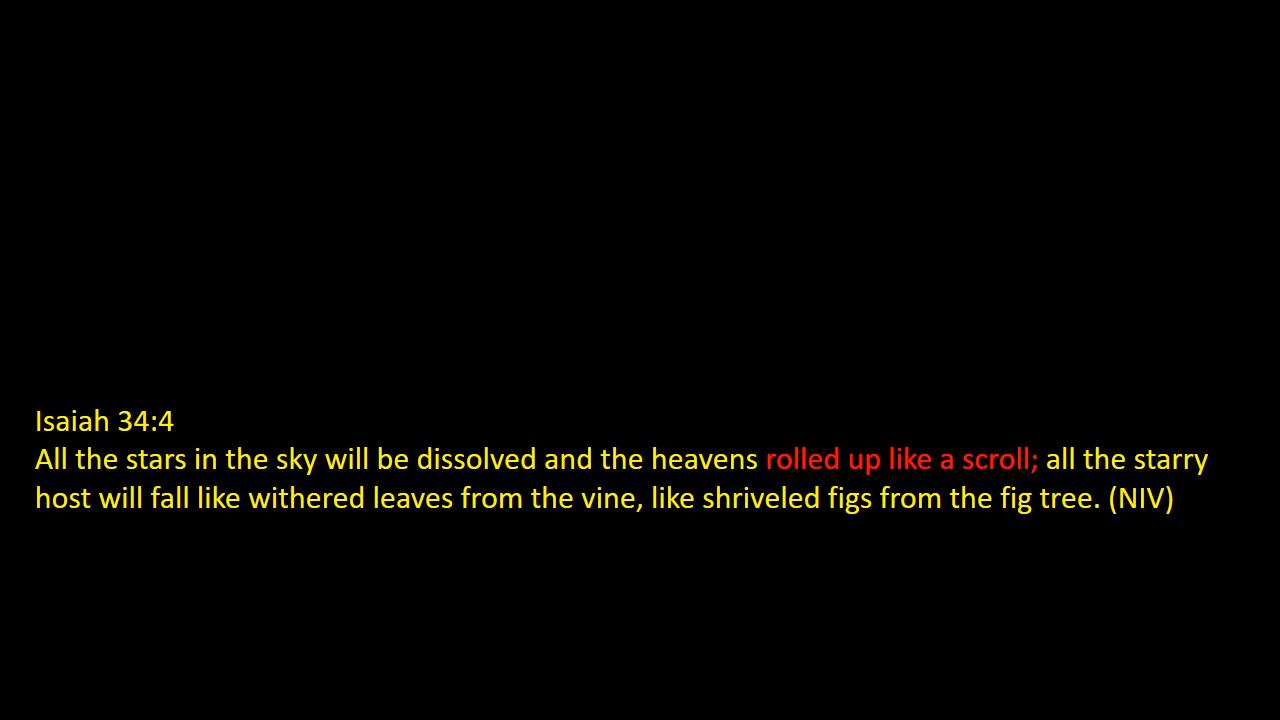 Isaiah 34:4
All the stars in the sky will be dissolved and the heavens rolled up like a scroll; all the starry
host will fall like withered leaves from the vine, like shriveled figs from the fig tree. (NIV)